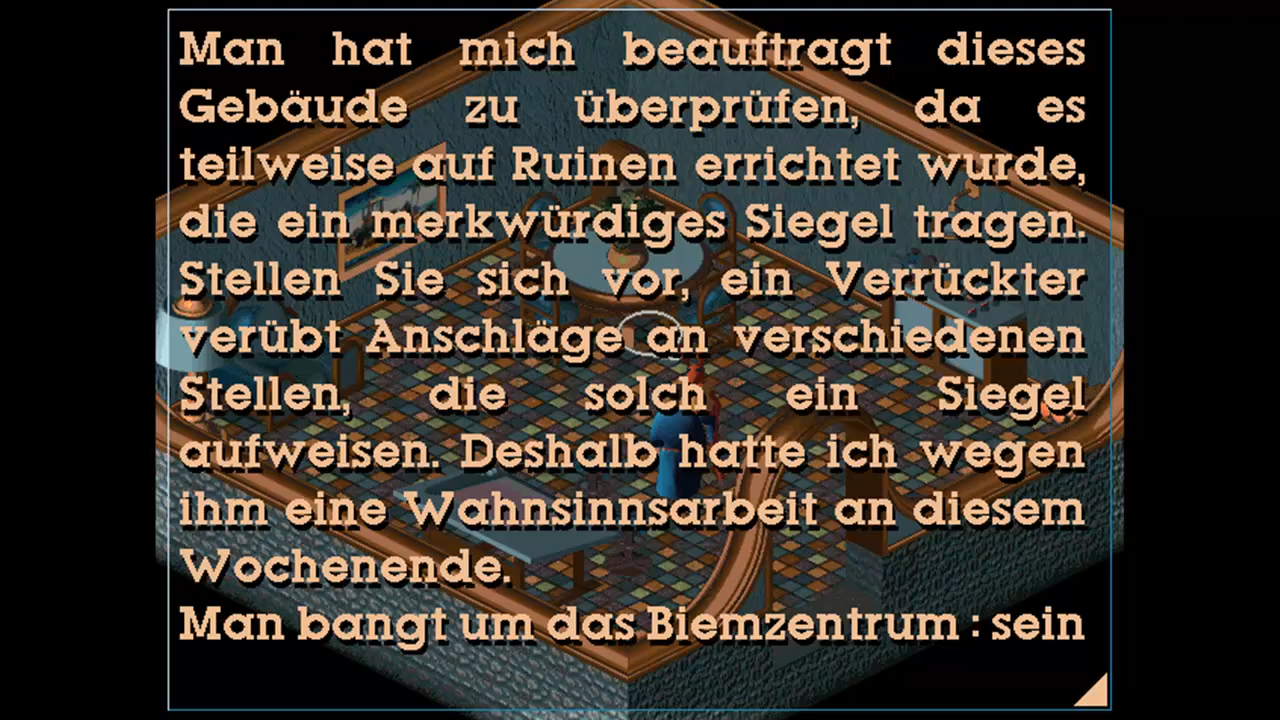 Man hat mich beauftragt dieses
Gebäude zu überprüfen, da es
teilweise auf Ruinen errichtet wurde,
die ein merkwürdiges Siegel tragen.
Stellen Sie sich vor, ein Verrückter
verübt Anschläge an verschiedenen
Stellen, die solch ein Siegel
aufweisen. Deshalb hatte ich wegen
ihm eine Wahnsinnsarbeit an diesem
Wochenende.
Man bangt um das Biemzentrum : sein